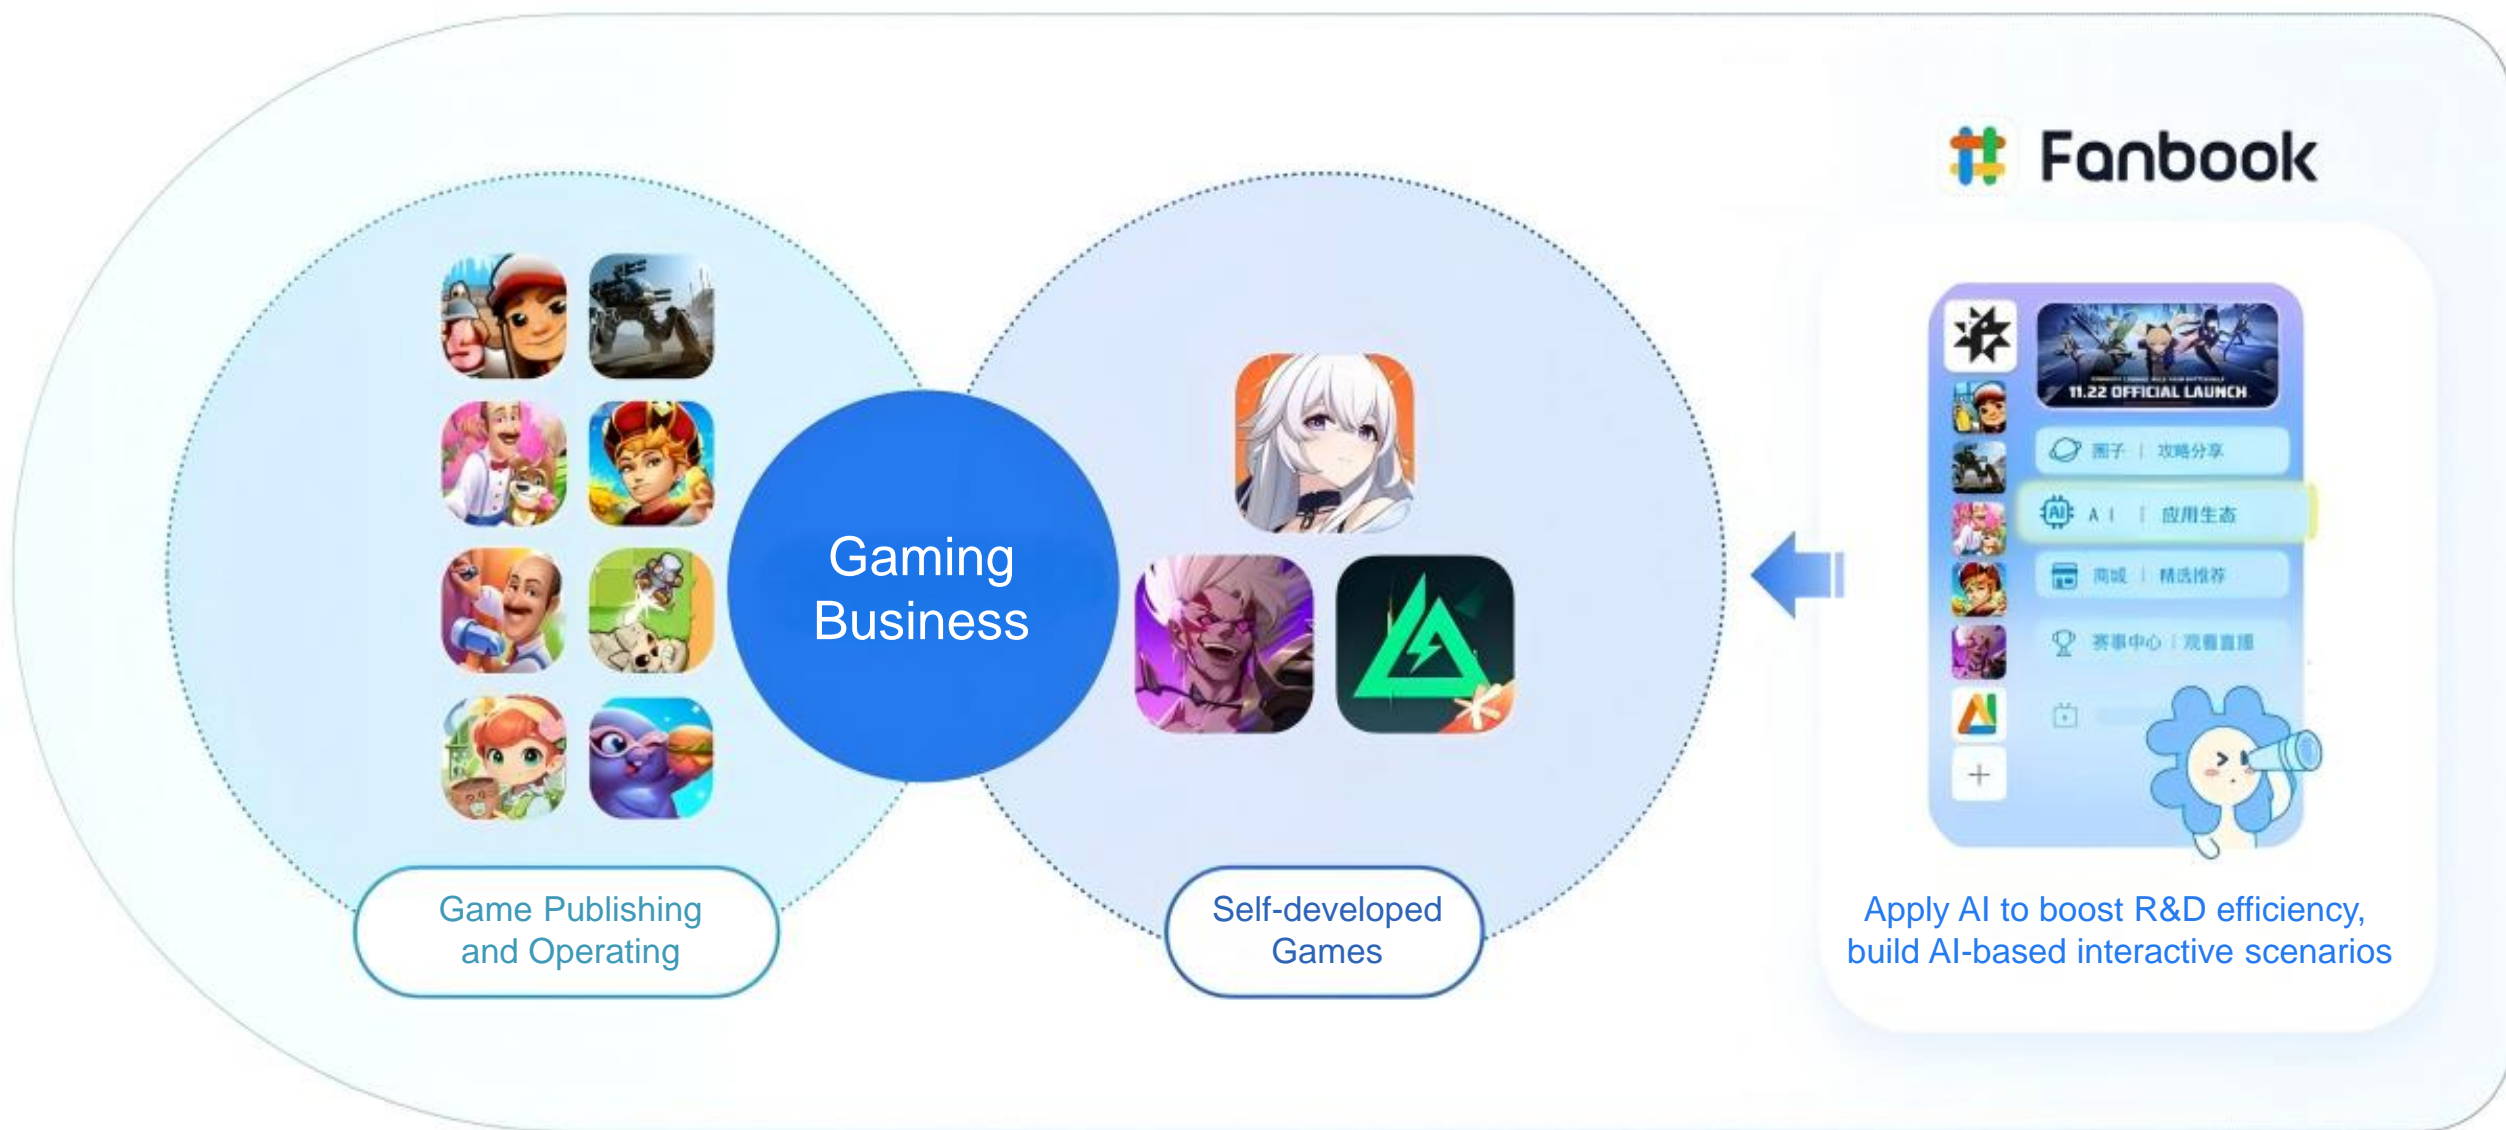 Fanbook
11.22 OFFICIAL LAUNCH
圈子 | 攻略分享
AI AI | 应用生态
商城 | 精选推荐
赛事中心 | 观看直播
Gaming
Business
Game Publishing
and Operating
Self-developed
Games
Apply AI to boost R&D efficiency,
build AI-based interactive scenarios